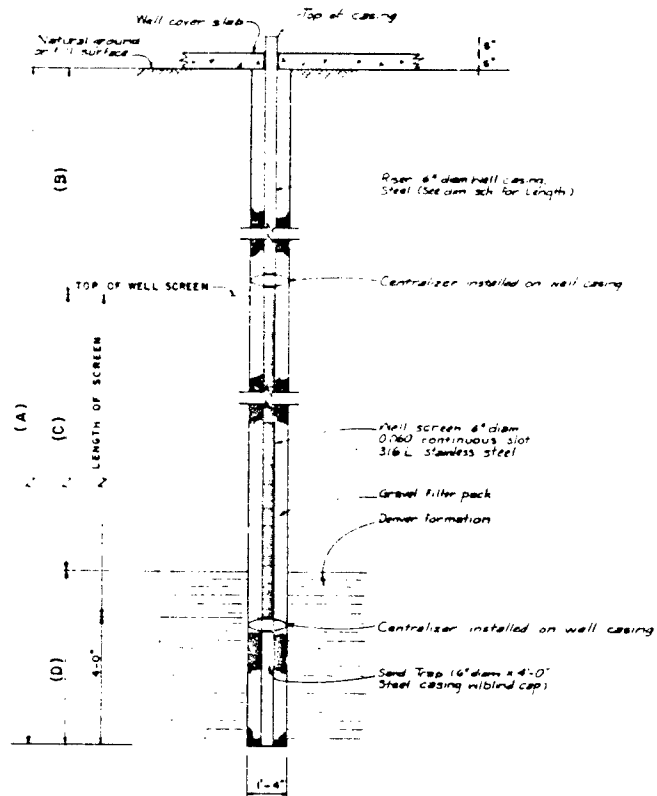 Top of casing
Well cover slab
Natural ground
or fill surface
6"
6"
(B)
Riser 6" diam well casing,
Steel (See dim sch for Length)
TOP OF WELL SCREEN
Centralizer installed on well casing
(A)
(C)
LENGTH OF SCREEN
Well screen 6" diam
0.060 continuous slot
316 L stainless steel
Gravel Filter pack
Denver formation
Centralizer installed on well casing
(D)
4'-0"
Sand Trap (6" diam x 4'-0"
Steel casing w/blind cap)
1'-4"